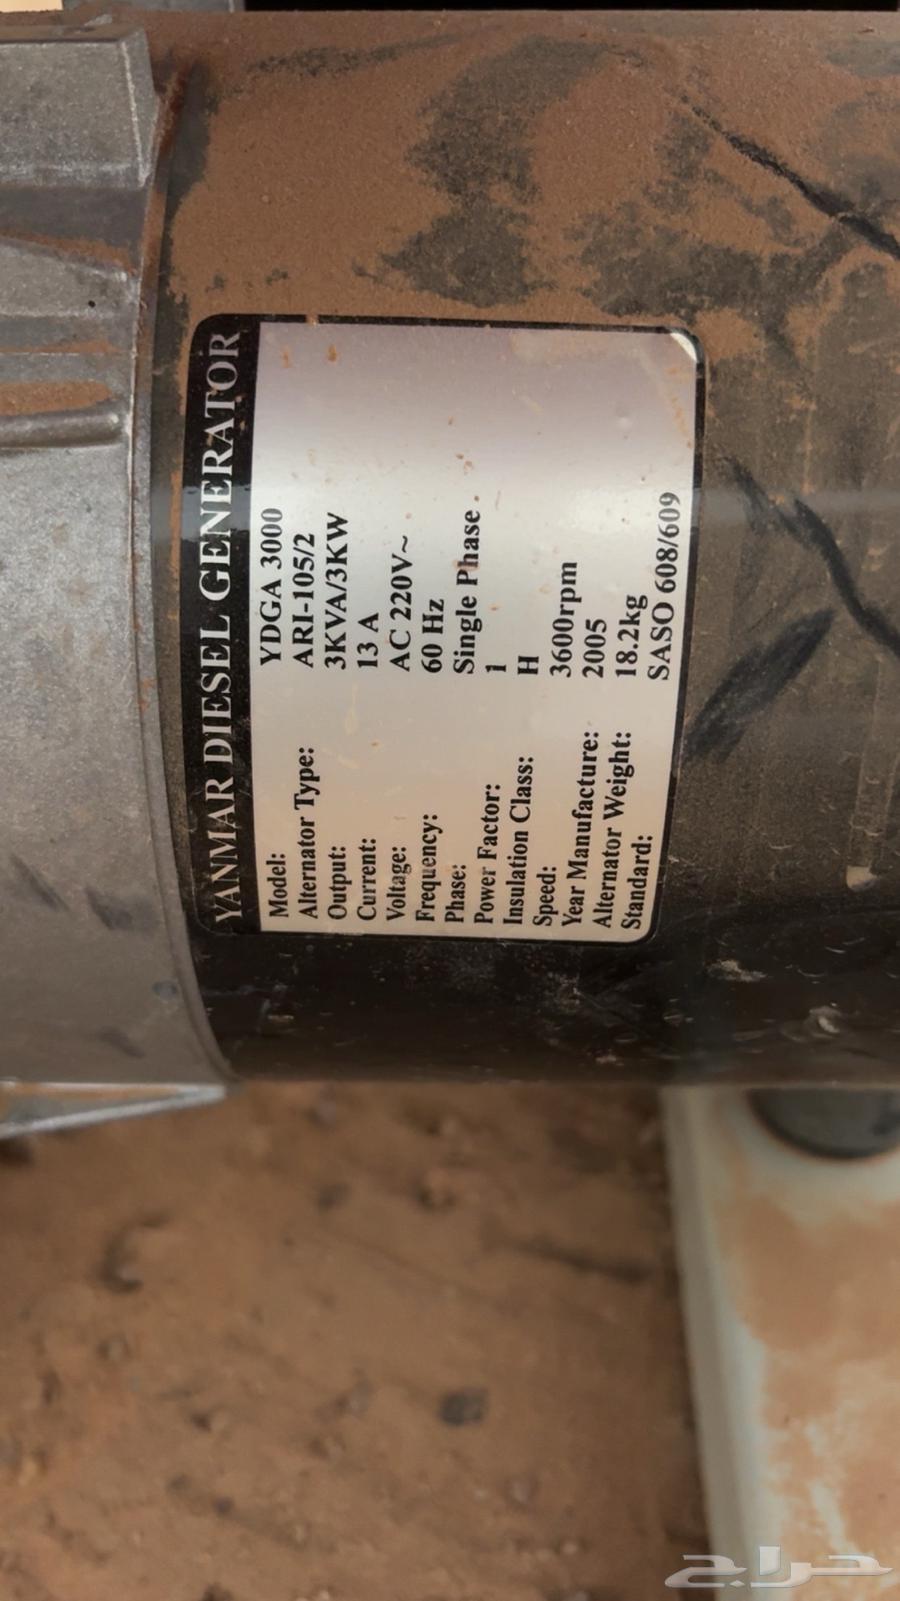 YANMAR DIESEL GENERATOR
Model: YDGA 3000
Alternator Type: ARI-105/2
Output: 3KVA/3KW
Current: 13 A
Voltage: AC 220V~
Frequency: 60 Hz
Phase: Single Phase
Power Factor: 1
Insulation Class: H
Speed: 3600rpm
Year Manufacture: 2005
Alternator Weight: 18.2kg
Standard: SASO 608/609
حراج